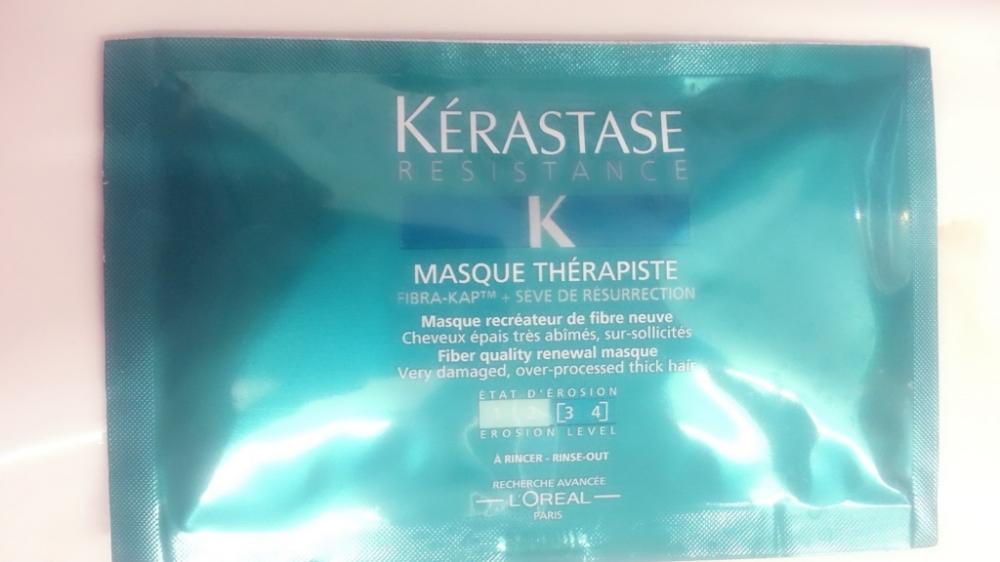 KÉRASTASE
RESISTANCE
K
MASQUE THÉRAPISTE
FIBRA-KAP™ + SÈVE DE RÉSURRECTION
Masque recréateur de fibre neuve
Cheveux épais très abîmés, sur-sollicités
Fiber quality renewal masque
Very damaged, over-processed thick hair
ÉTAT D'ÉROSION
1 2 [3 4]
EROSION LEVEL
À RINCER - RINSE-OUT
RECHERCHE AVANCÉE
L'ORÉAL
PARIS